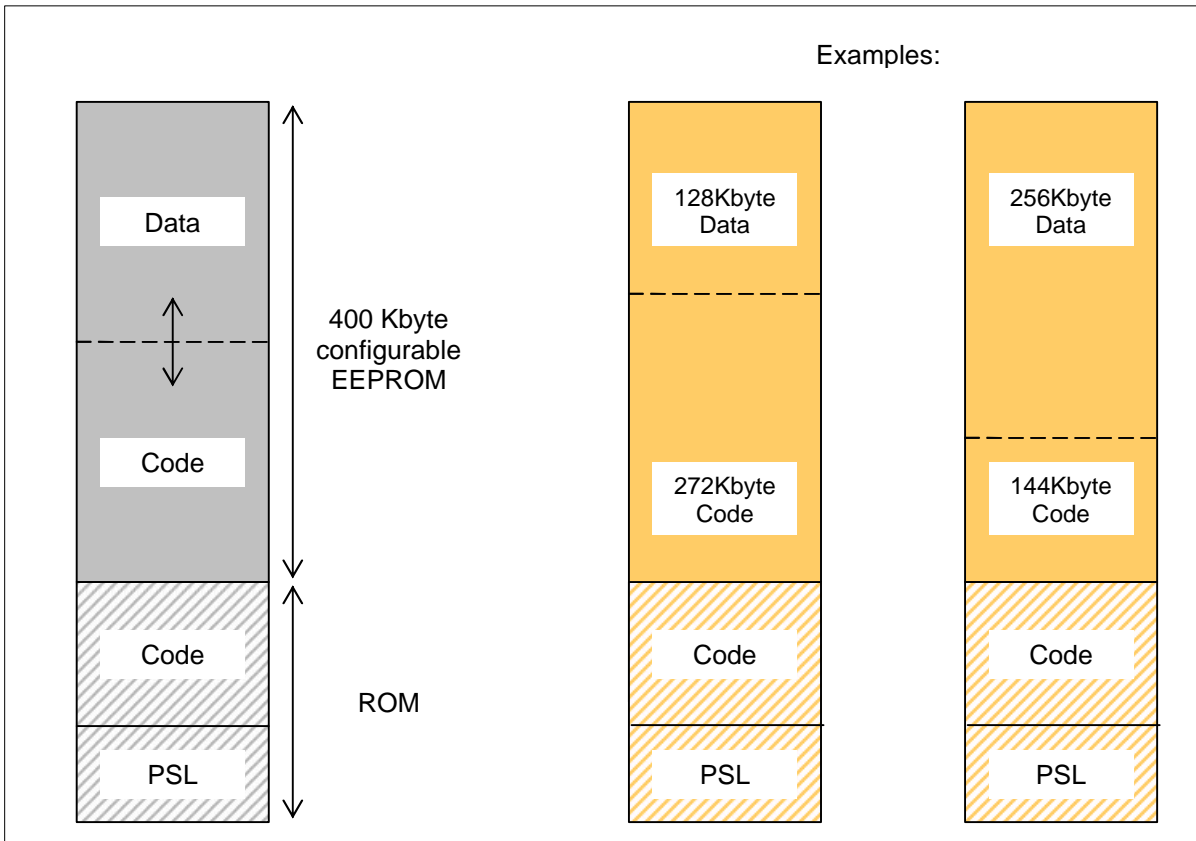 Examples:
Data
Code
400 Kbyte
configurable
EEPROM
Code
PSL
ROM
128Kbyte
Data
272Kbyte
Code
Code
PSL
256Kbyte
Data
144Kbyte
Code
Code
PSL